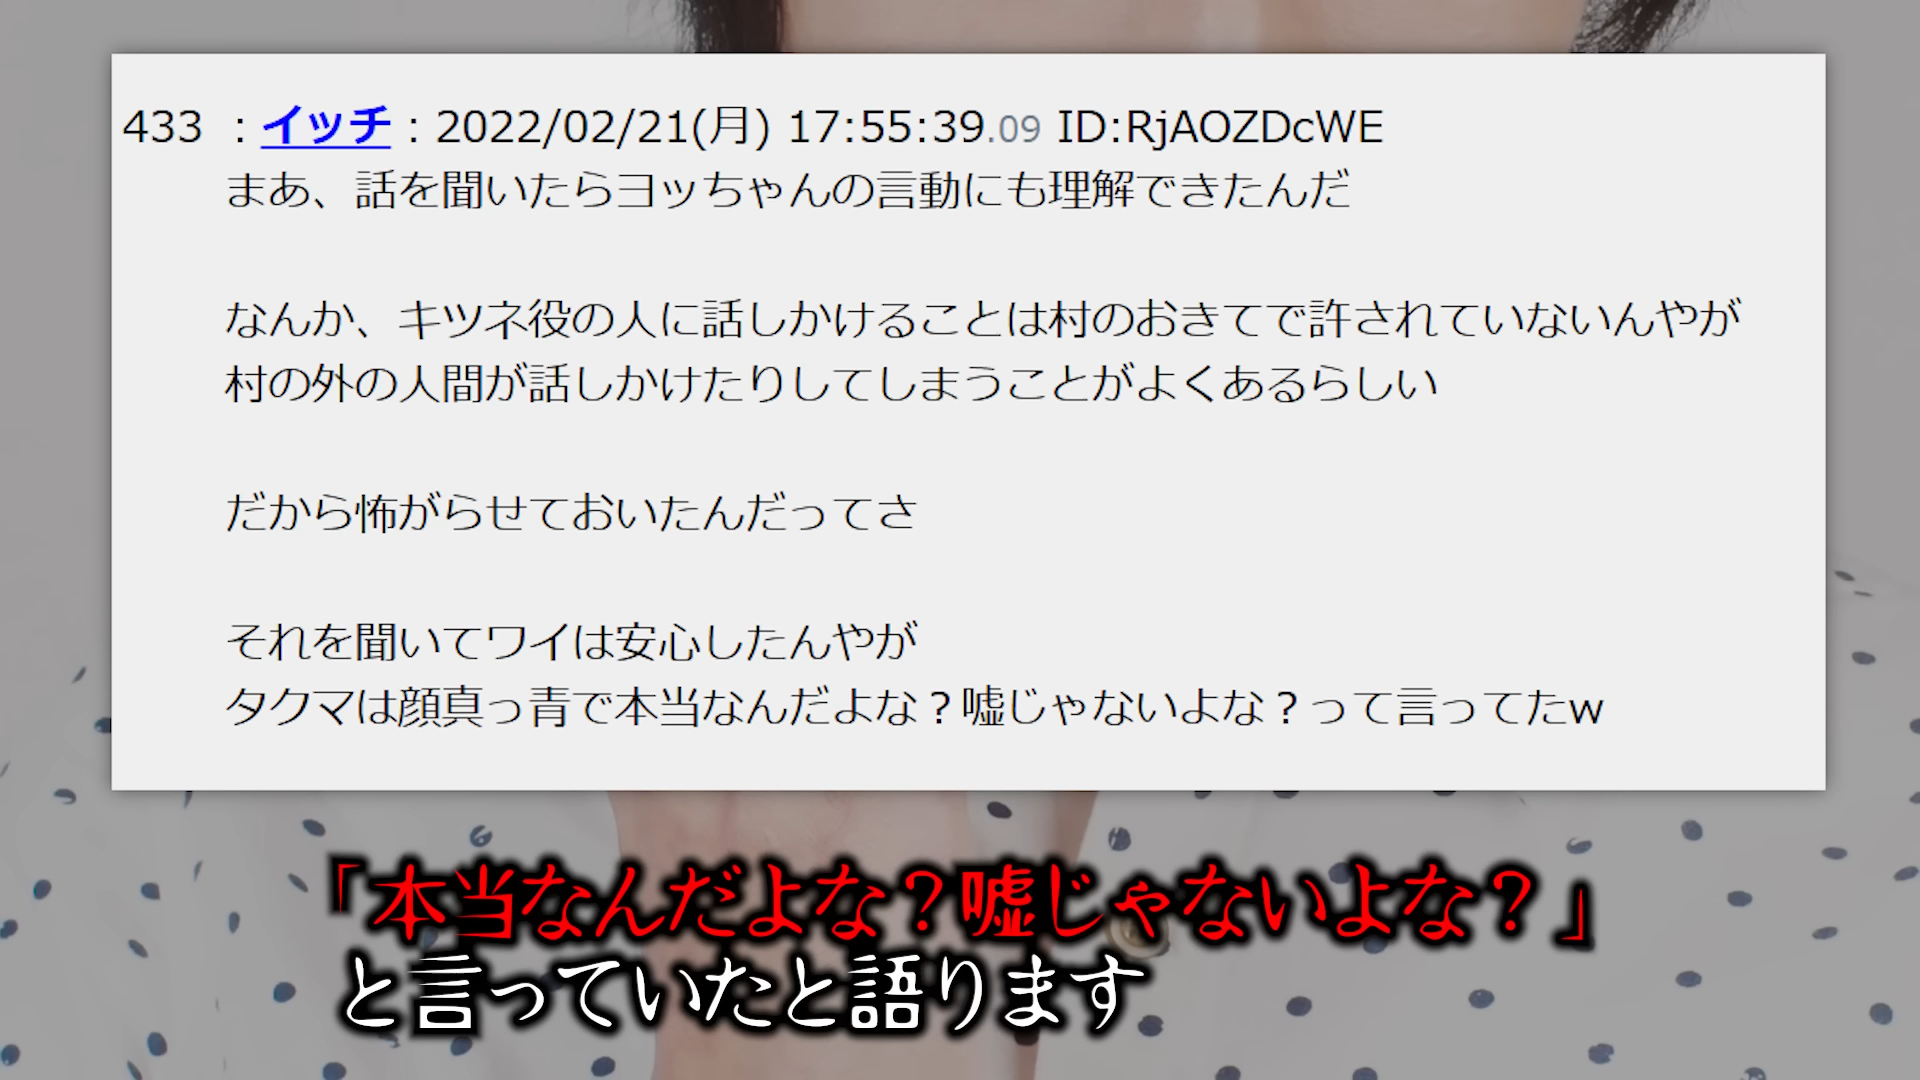 433 ：イッチ：2022/02/21(月) 17:55:39.09 ID:RjAOZDcWE
まあ、話を聞いたらヨッちゃんの言動にも理解できたんだ
なんか、キツネ役の人に話しかけることは村のおきてで許されていないんやが
村の外の人間が話しかけたりしてしまうことがよくあるらしい
だから怖がらせておいたんだってさ
それを聞いてワイは安心したんやが
タクマは顔真っ青で本当なんだよな？嘘じゃないよな？って言ってたw
「本当なんだよな？嘘じゃないよな？」
と言っていたと語ります